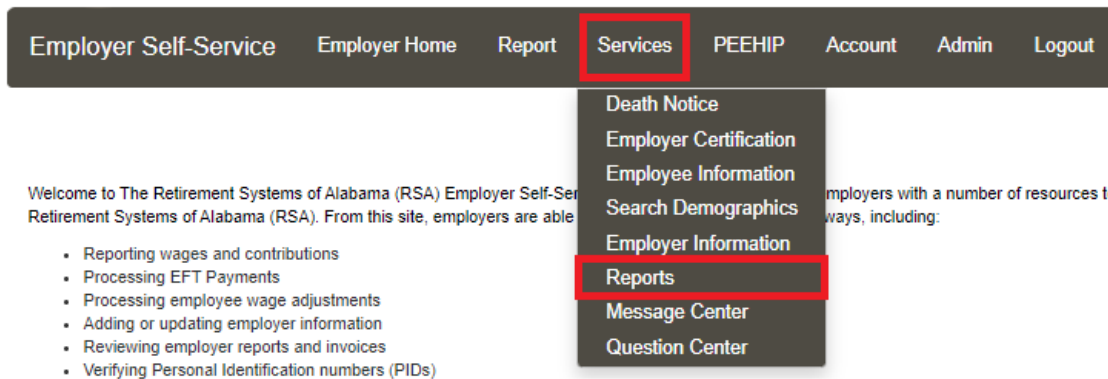 Employer Self-Service Employer Home Report Services PEEHIP Account Admin Logout
Death Notice
Employer Certification
Employee Information
Search Demographics
Employer Information
Reports
Message Center
Question Center
Welcome to The Retirement Systems of Alabama (RSA) Employer Self-Ser mployers with a number of resources t
Retirement Systems of Alabama (RSA). From this site, employers are able ways, including:
• Reporting wages and contributions
• Processing EFT Payments
• Processing employee wage adjustments
• Adding or updating employer information
• Reviewing employer reports and invoices
• Verifying Personal Identification numbers (PIDs)